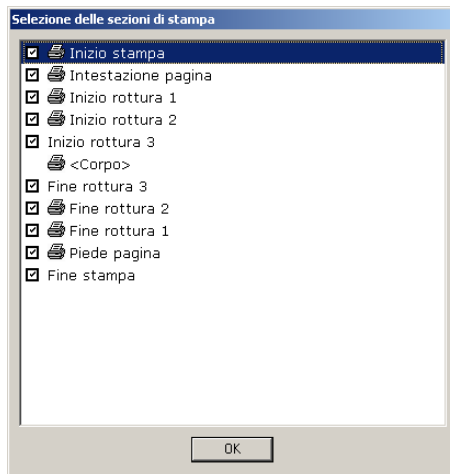 Selezione delle sezioni di stampa
Inizio stampa
Intestazione pagina
Inizio rottura 1
Inizio rottura 2
Inizio rottura 3
<Corpo>
Fine rottura 3
Fine rottura 2
Fine rottura 1
Piede pagina
Fine stampa
OK